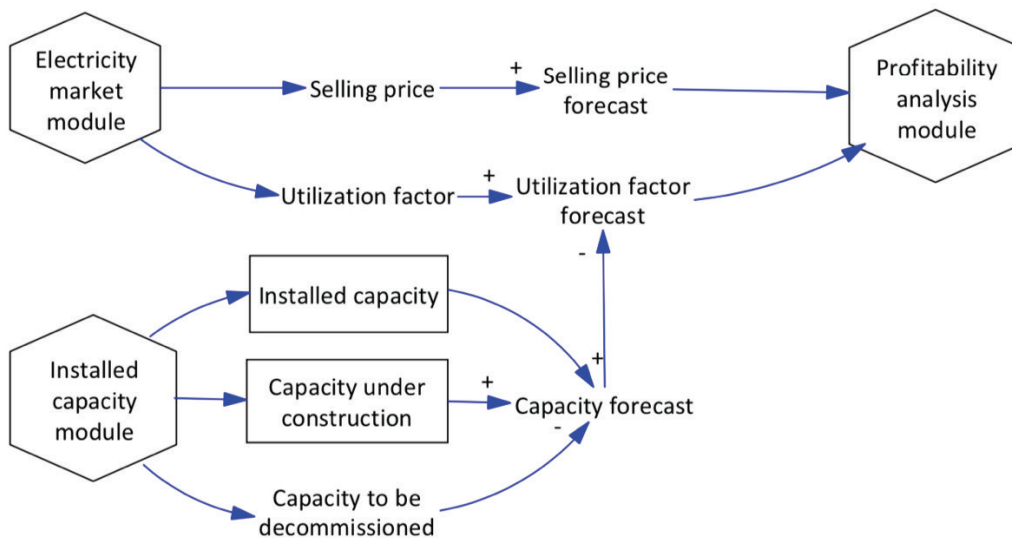 Electricity
market
module
Selling price
+
Selling price
forecast
Profitability
analysis
module
Utilization factor
+
Utilization factor
forecast
-
Installed capacity
Installed
capacity
module
Capacity under
construction
+
+
Capacity forecast
-
Capacity to be
decommissioned